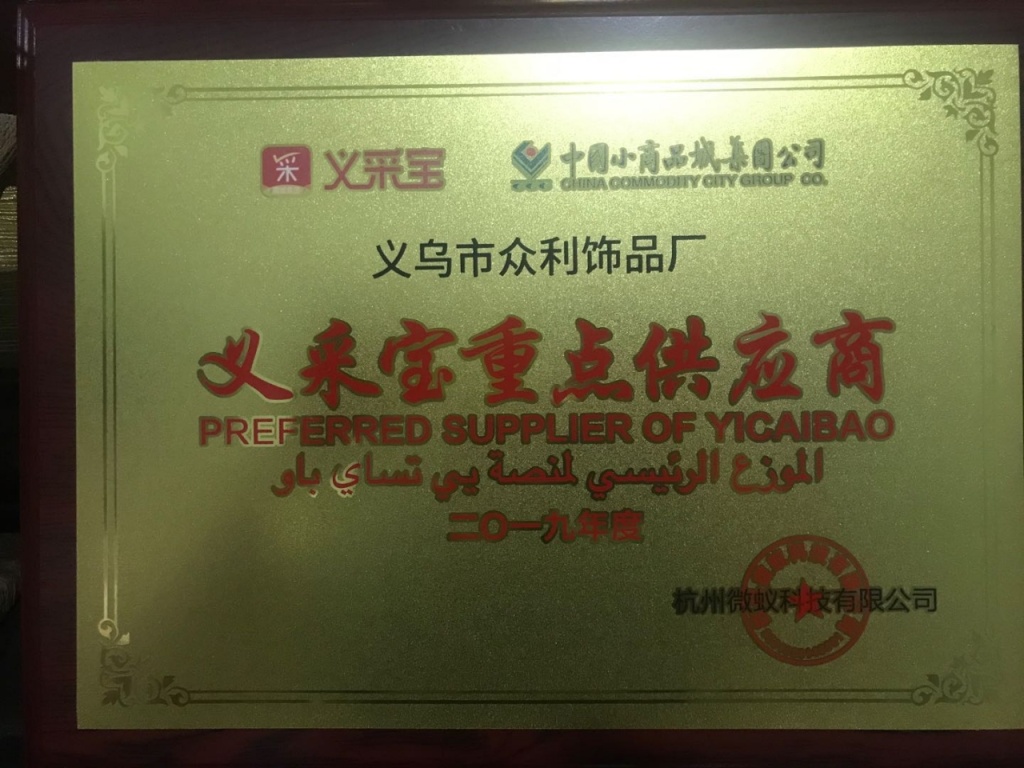 采 义采宝 中国小商品城集团公司
CHINA COMMODITY CITY GROUP CO.
义乌市众利饰品厂
义采宝重点供应商
PREFERRED SUPPLIER OF YICAIBAO
الموزع الرئيسي لمنصة يي تساي باو
二〇一九年度
杭州微蚁科技有限公司